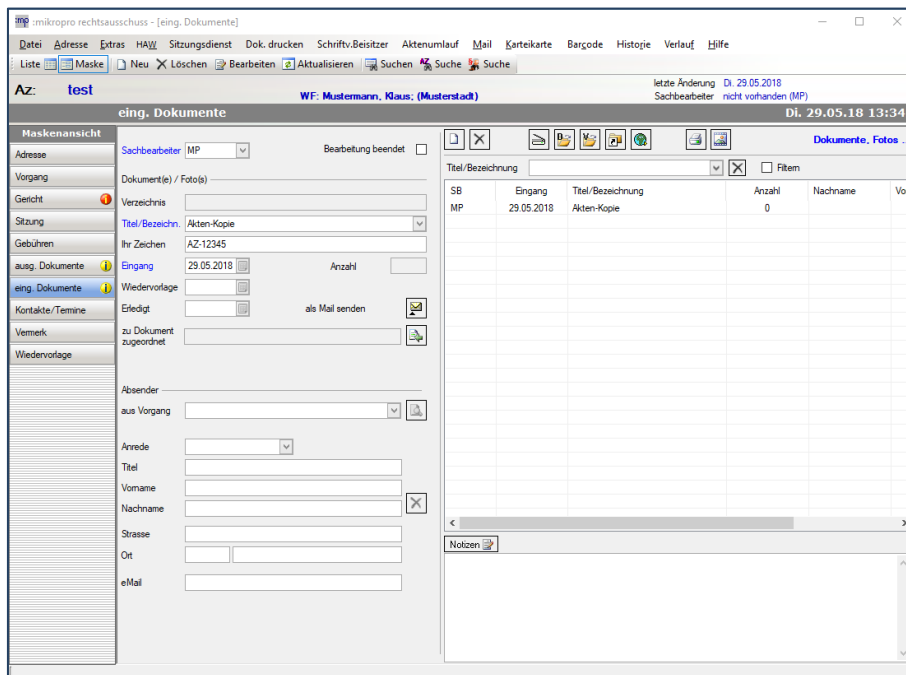 :mp :mikropro rechtsausschuss - [eing. Dokumente]
Datei Adresse Extras HAW Sitzungsdienst Dok. drucken Schriftv.Beisitzer Aktenumlauf Mail Karteikarte Barcode Historie Verlauf Hilfe
Liste Maske Neu Löschen Bearbeiten Aktualisieren Suchen AZ Suche Suche
Az: test
WF: Mustermann, Klaus; (Musterstadt)
letzte Änderung Di. 29.05.2018
Sachbearbeiter nicht vorhanden (MP)
eing. Dokumente Di. 29.05.18 13:34
Maskenansicht
Adresse
Vorgang
Gericht
Sitzung
Gebühren
ausg. Dokumente
eing. Dokumente
Kontakte/Termine
Vermerk
Wiedervorlage
Sachbearbeiter MP Bearbeitung beendet
Dokument(e) / Foto(s)
Verzeichnis
Titel/Bezeichn. Akten-Kopie
Ihr Zeichen AZ-12345
Eingang 29.05.2018 Anzahl
Wiedervorlage
Erledigt als Mail senden
zu Dokument
zugeordnet
Absender
aus Vorgang
Anrede
Titel
Vorname
Nachname
Strasse
Ort
eMail
Dokumente, Fotos ..
Titel/Bezeichnung Filtern
SB Eingang Titel/Bezeichnung Anzahl Nachname Vo
MP 29.05.2018 Akten-Kopie 0
Notizen